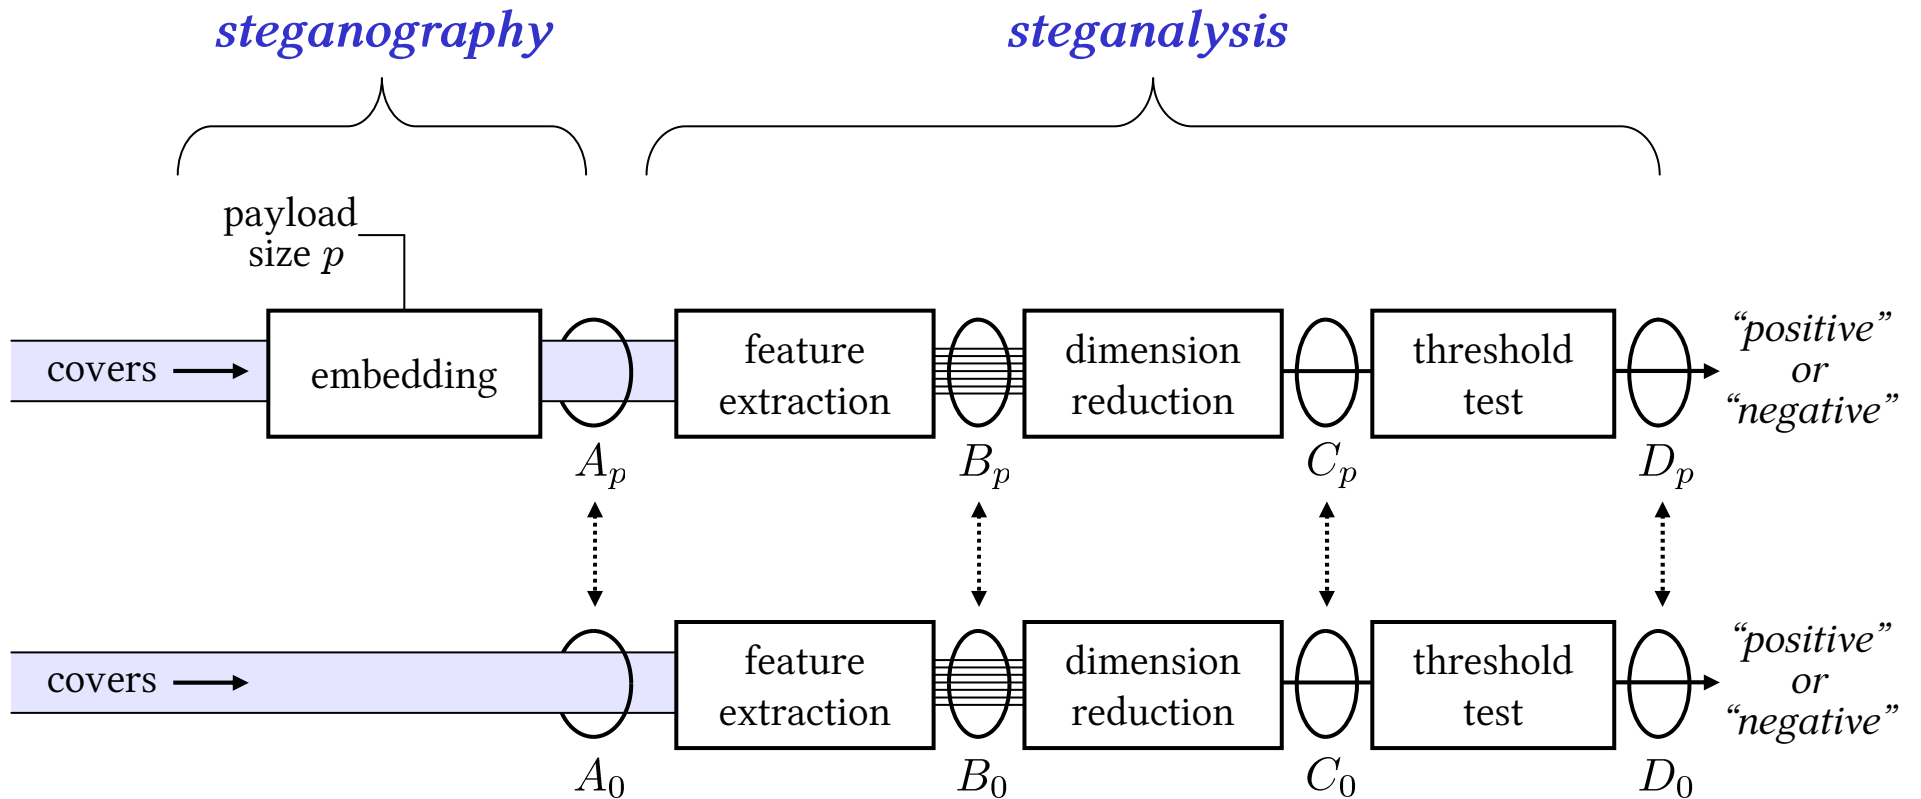 steganography
steganalysis
payload
size p
covers
embedding
feature
extraction
dimension
reduction
threshold
test
“positive”
or
“negative”
A_p
B_p
C_p
D_p
covers
feature
extraction
dimension
reduction
threshold
test
“positive”
or
“negative”
A_0
B_0
C_0
D_0